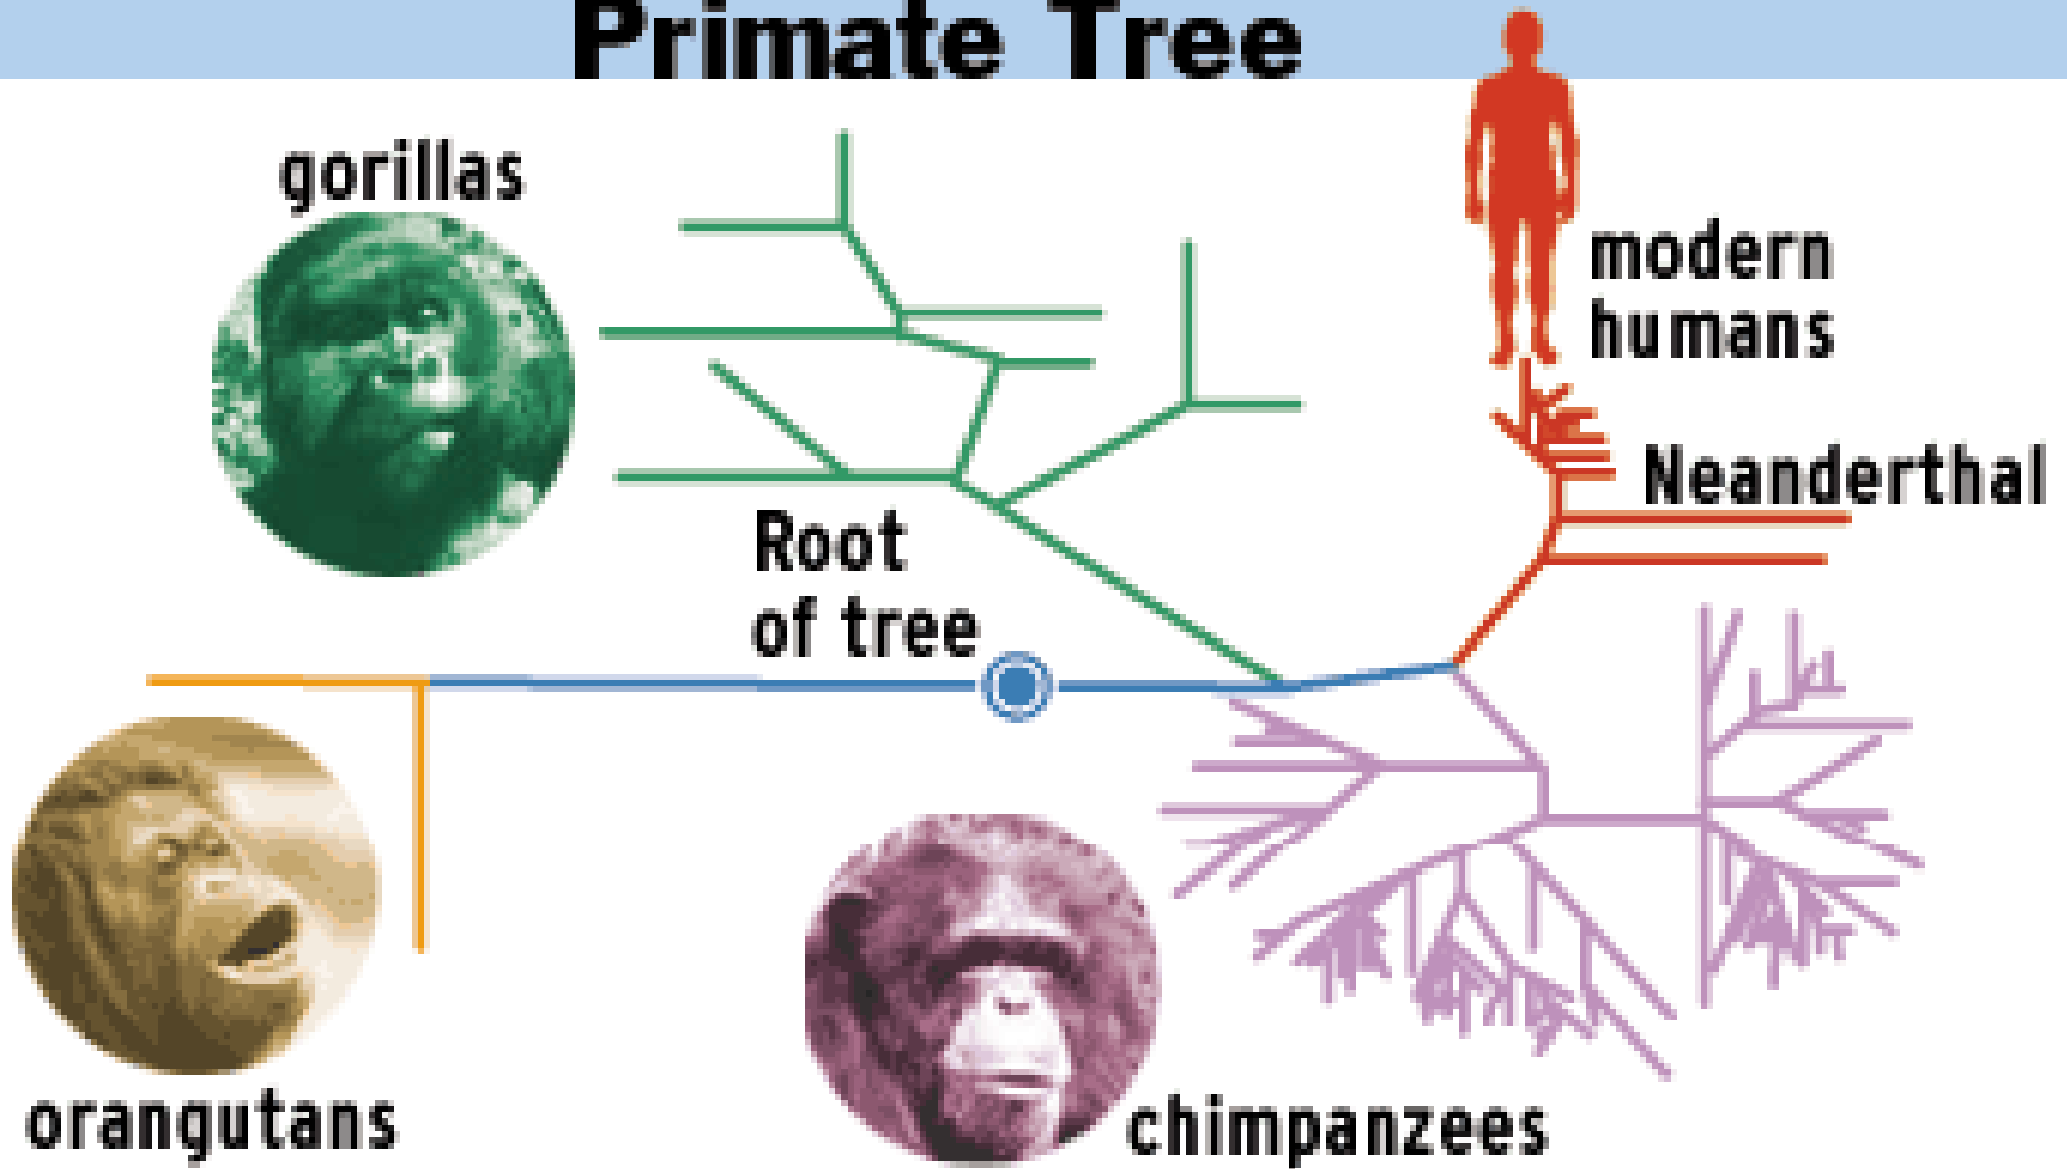 Primate Tree
gorillas
modern
humans
Neanderthal
Root
of tree
orangutans
chimpanzees